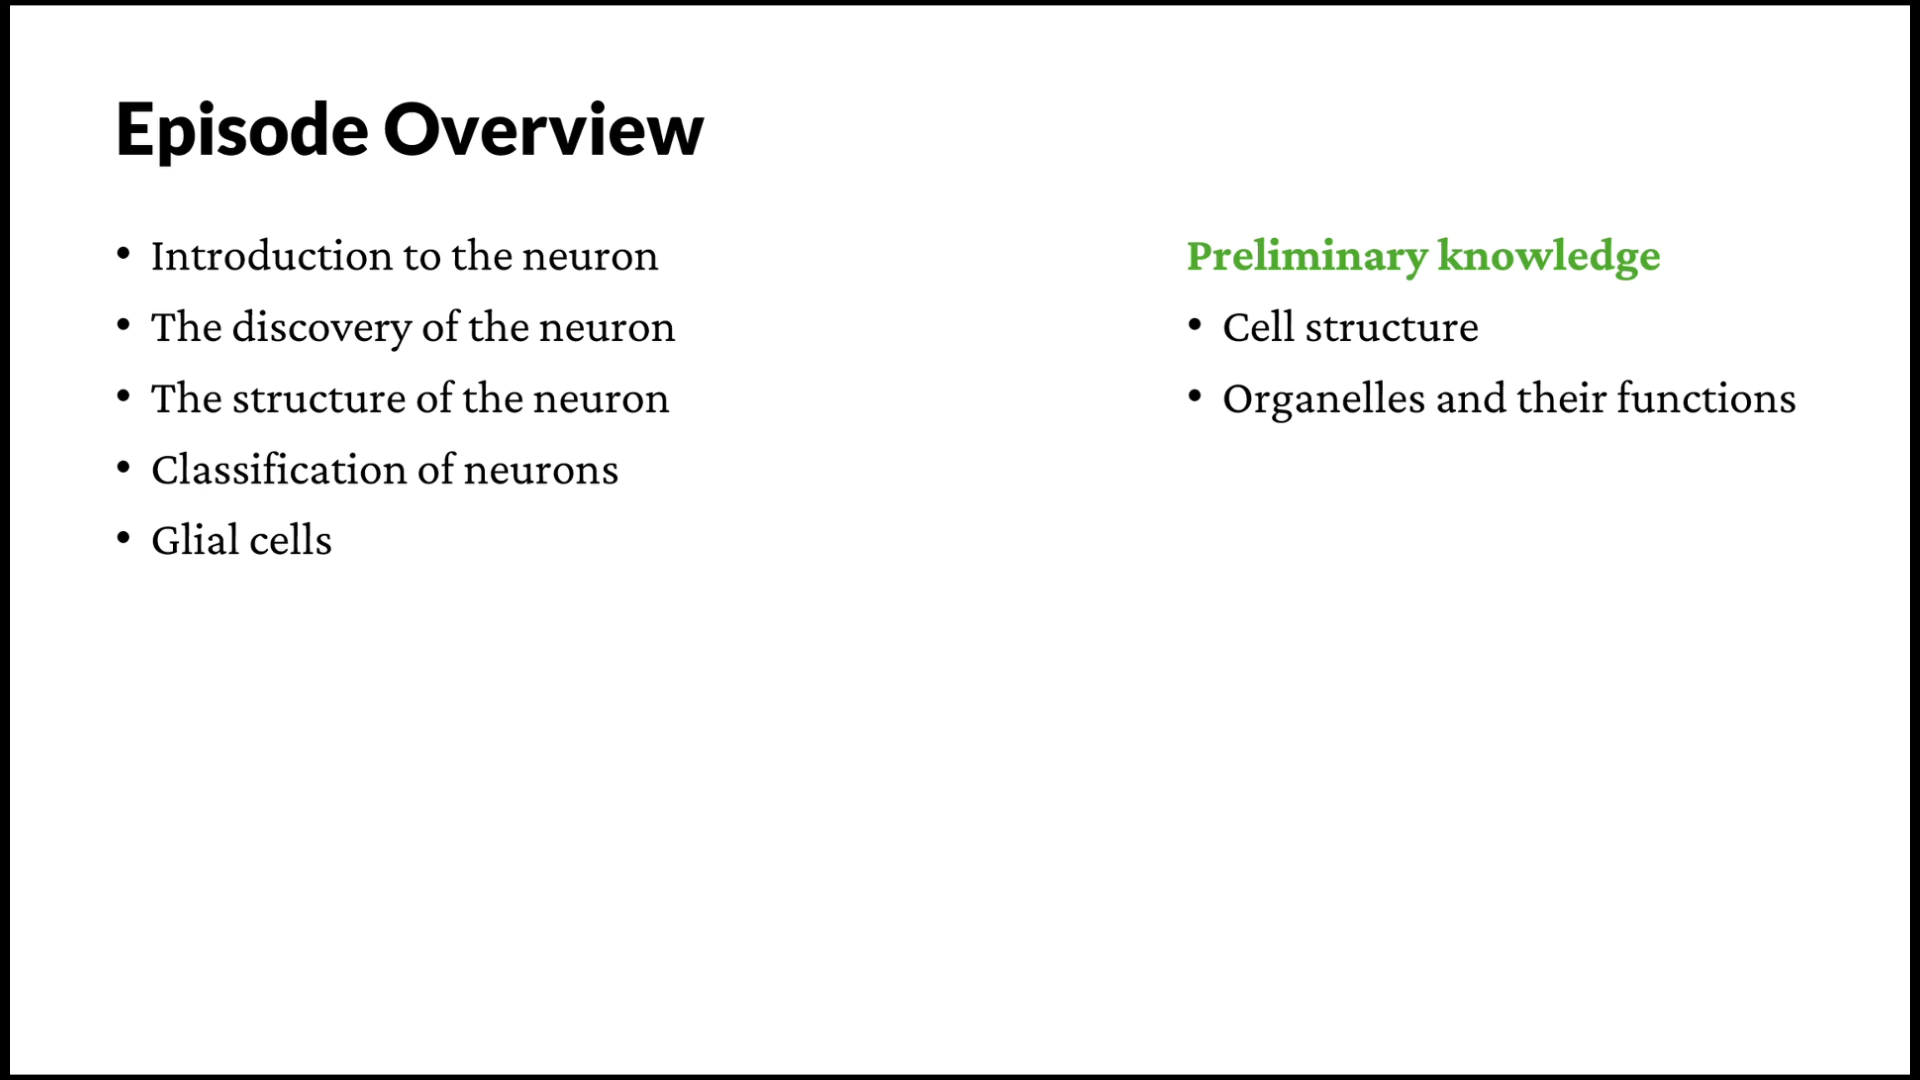 Episode Overview
• Introduction to the neuron
• The discovery of the neuron
• The structure of the neuron
• Classification of neurons
• Glial cells
Preliminary knowledge
• Cell structure
• Organelles and their functions